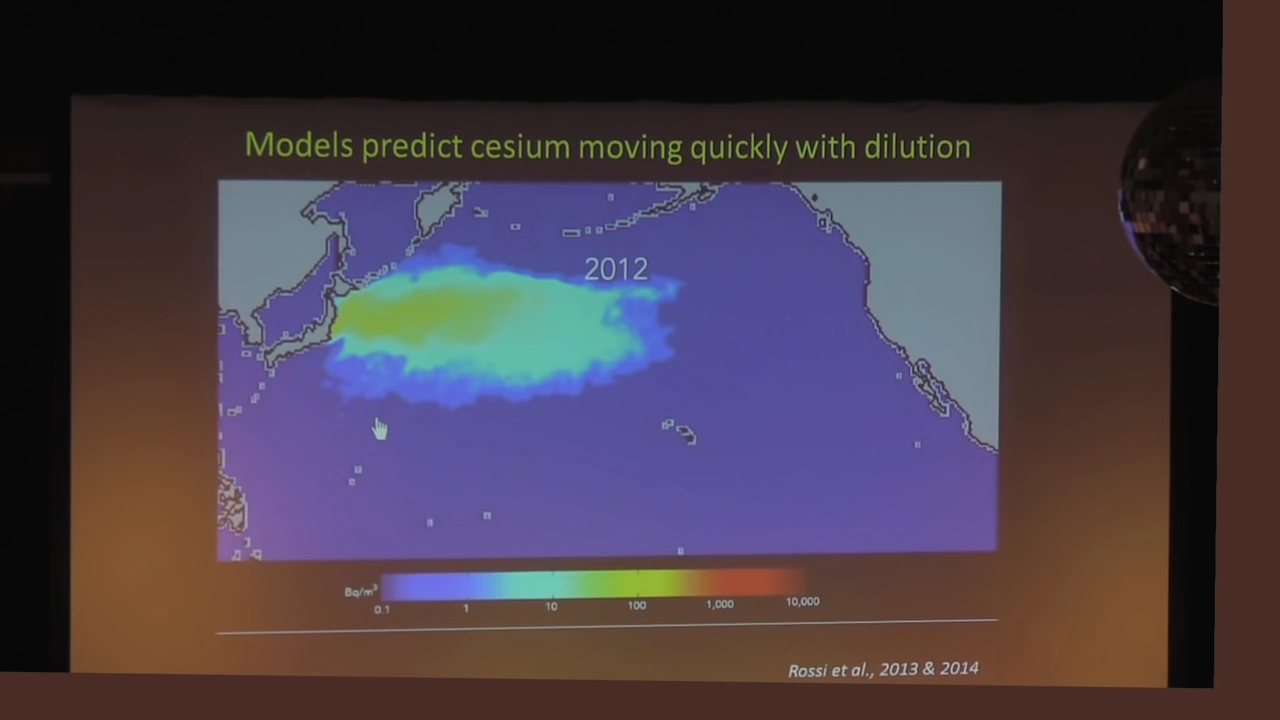 Models predict cesium moving quickly with dilution
2012
Bq/m³
0.1 1 10 100 1,000 10,000
Rossi et al., 2013 & 2014